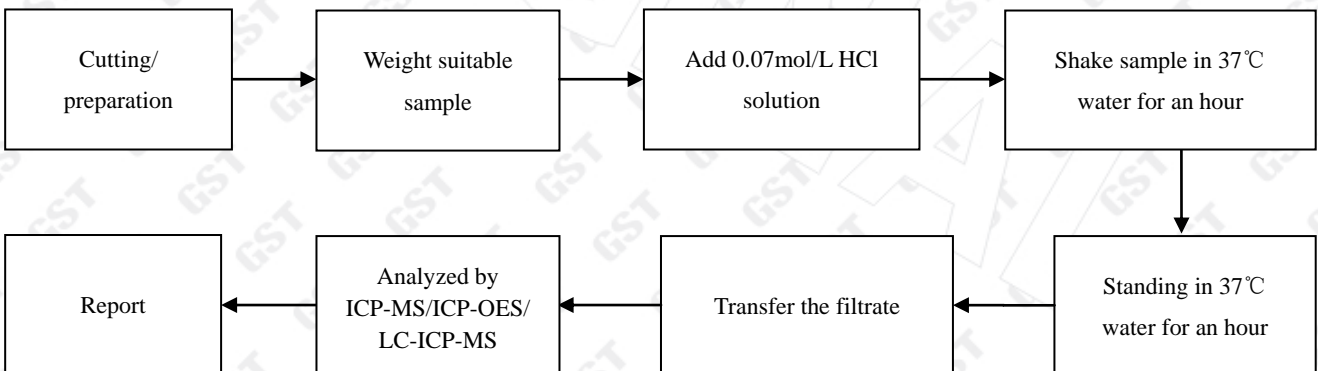 Cutting/
preparation
Weight suitable
sample
Add 0.07mol/L HCl
solution
Shake sample in 37℃
water for an hour
Standing in 37℃
water for an hour
Transfer the filtrate
Analyzed by
ICP-MS/ICP-OES/
LC-ICP-MS
Report
GST